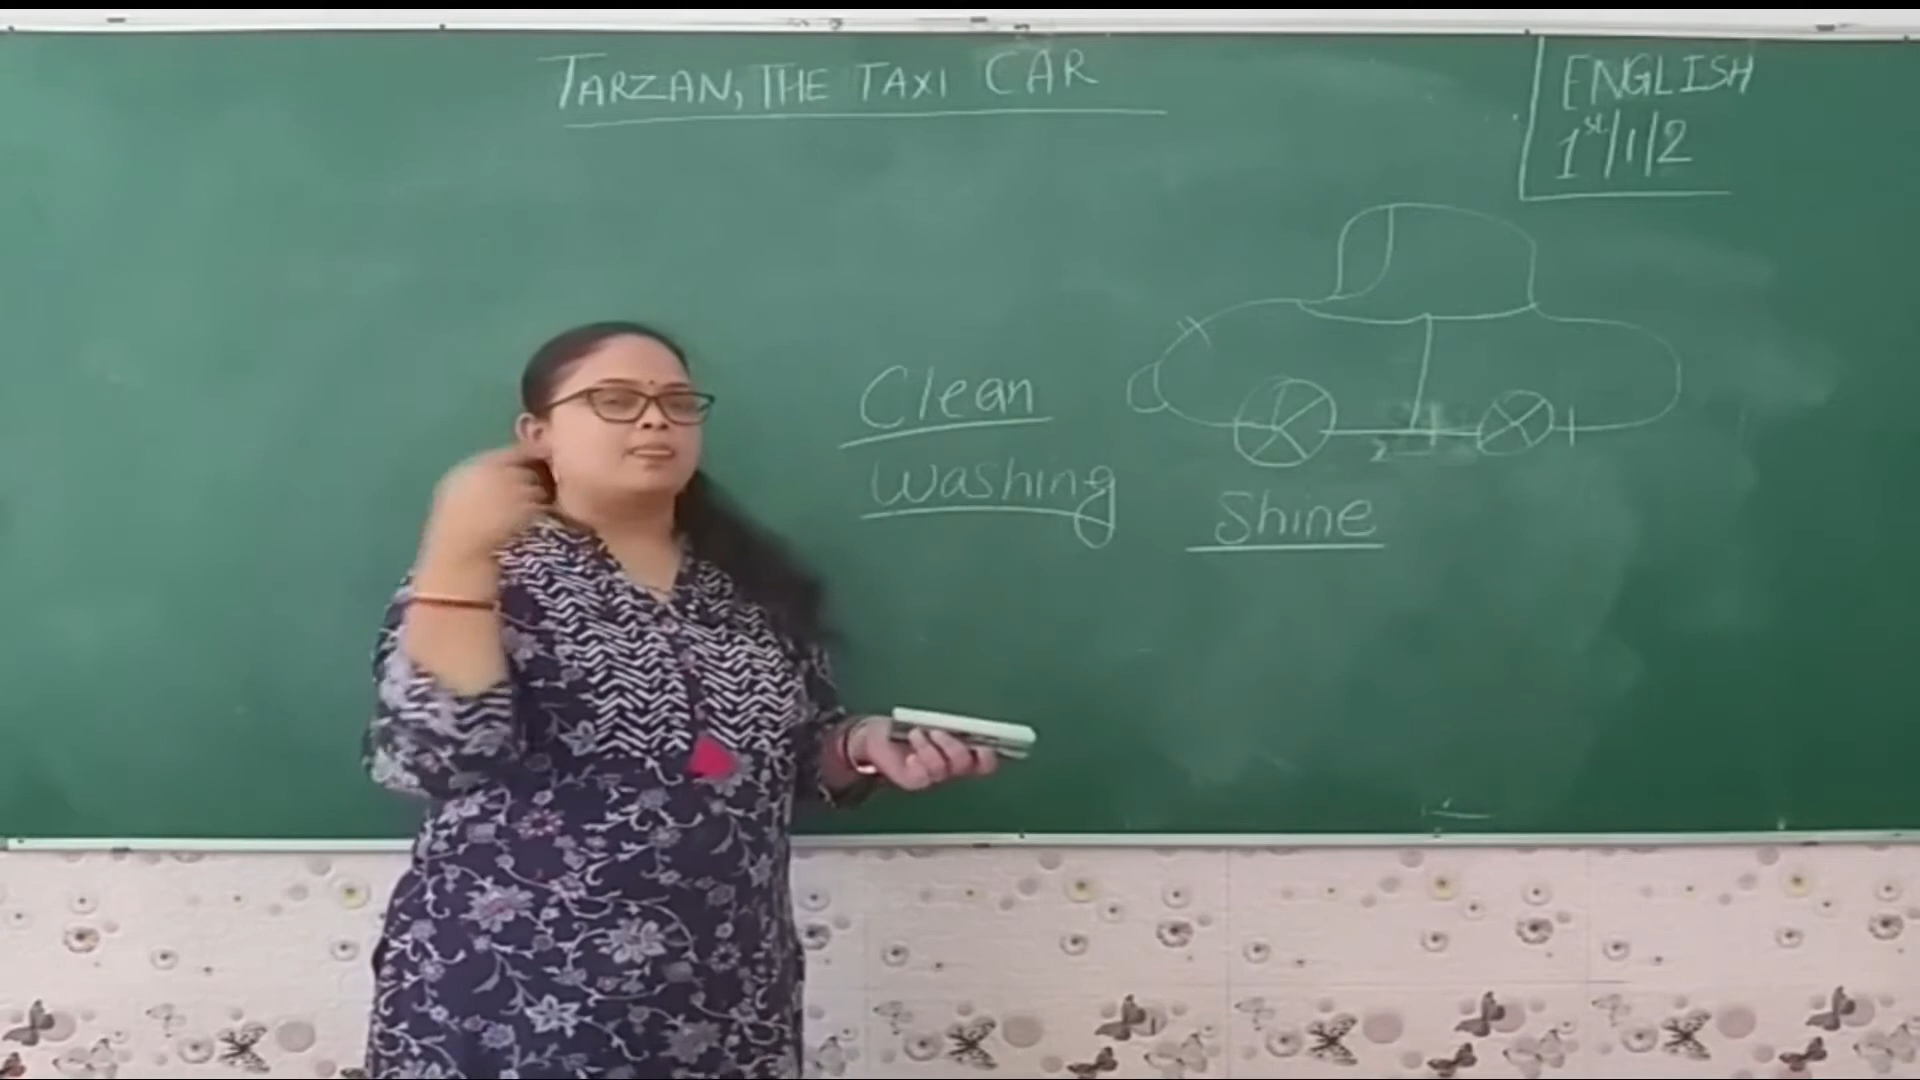 TARZAN, THE TAXI CAR
ENGLISH
1st/1/2
Clean
Washing
Shine